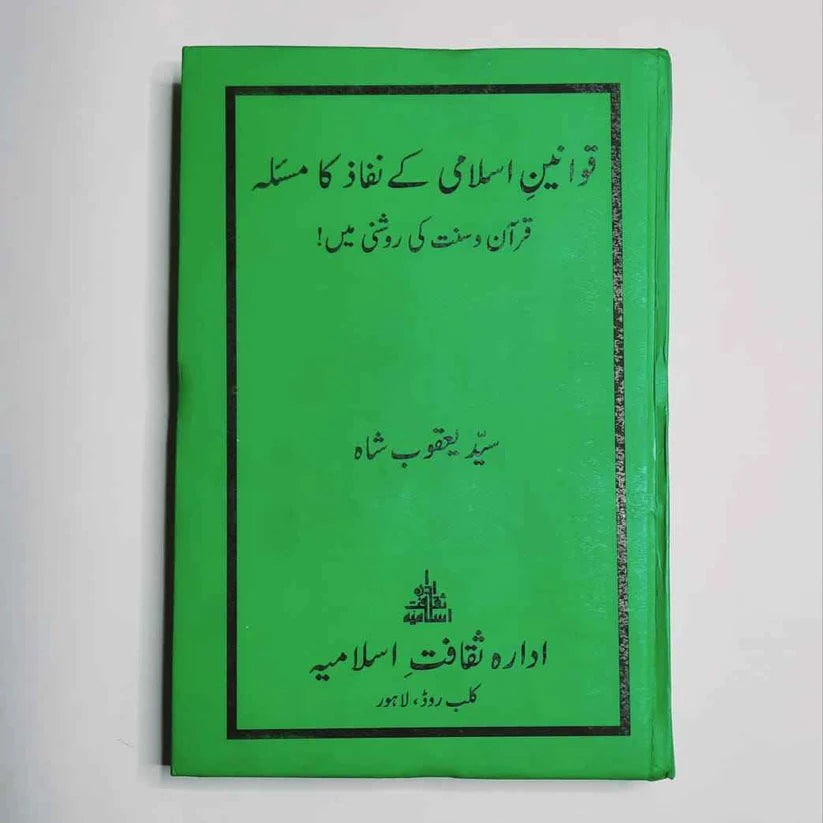 قوانینِ اسلامی کے نفاذ کا مسئلہ
قرآن و سنت کی روشنی میں!
سیّد یعقوب شاہ
ادارہ
ثقافت
اسلامیہ
ادارہ ثقافتِ اسلامیہ
کلب روڈ، لاہور